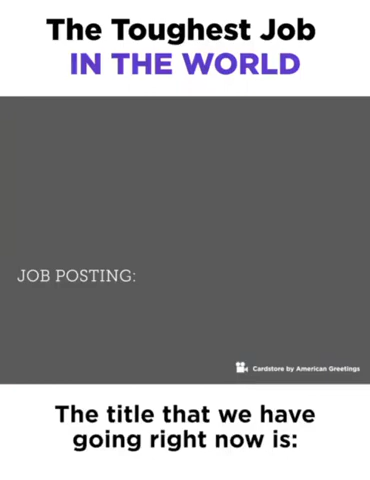 The Toughest Job
IN THE WORLD
JOB POSTING:
Cardstore by American Greetings
The title that we have
going right now is: